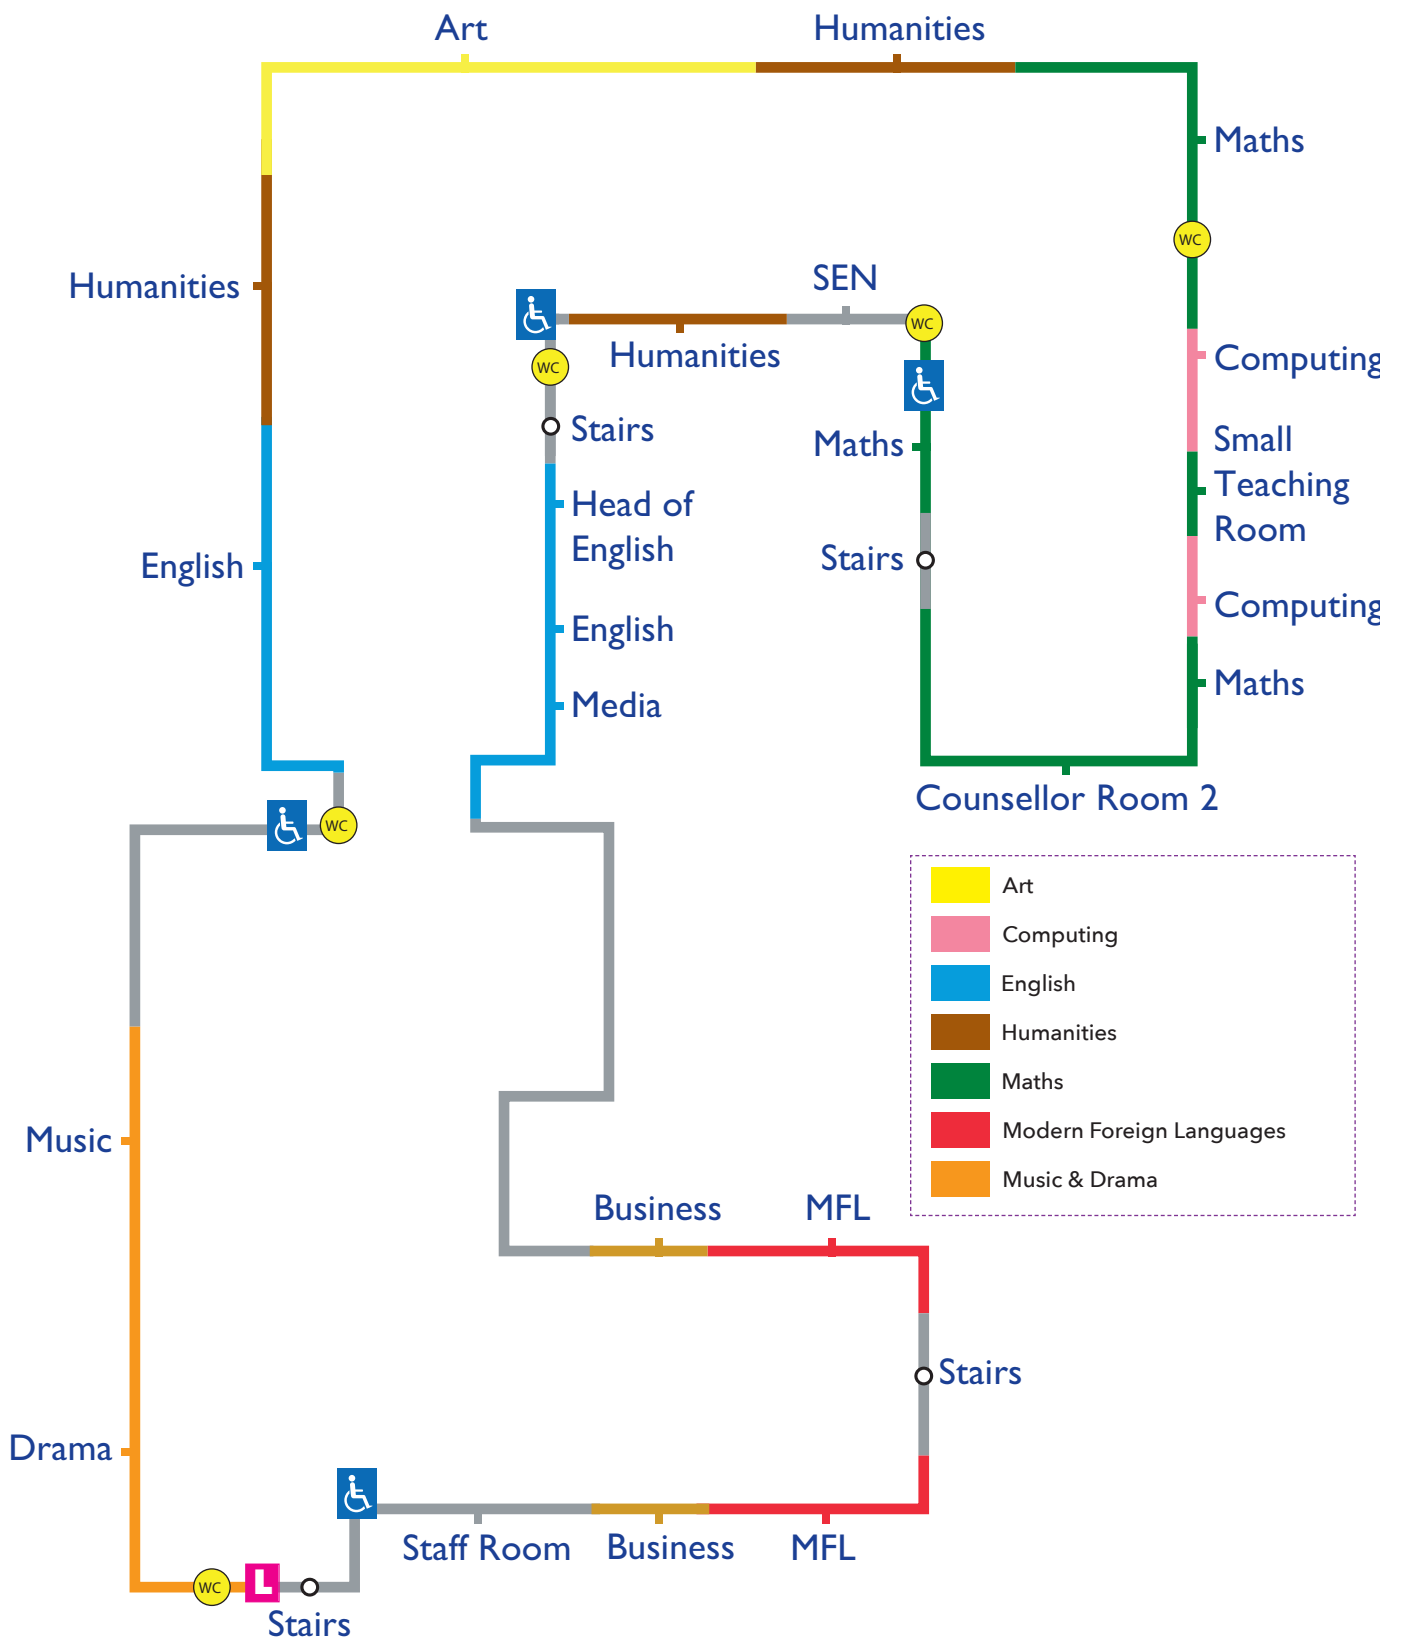 Art
Humanities
Maths
WC
Humanities
SEN
WC
Humanities
WC
Computing
Stairs
Maths
Small
Teaching
Room
Head of
English
Stairs
English
Computing
English
Media
Maths
Counsellor Room 2
WC
Art
Computing
English
Humanities
Maths
Modern Foreign Languages
Music & Drama
Music
Business
MFL
Stairs
Drama
Staff Room
Business
MFL
WC
L
Stairs